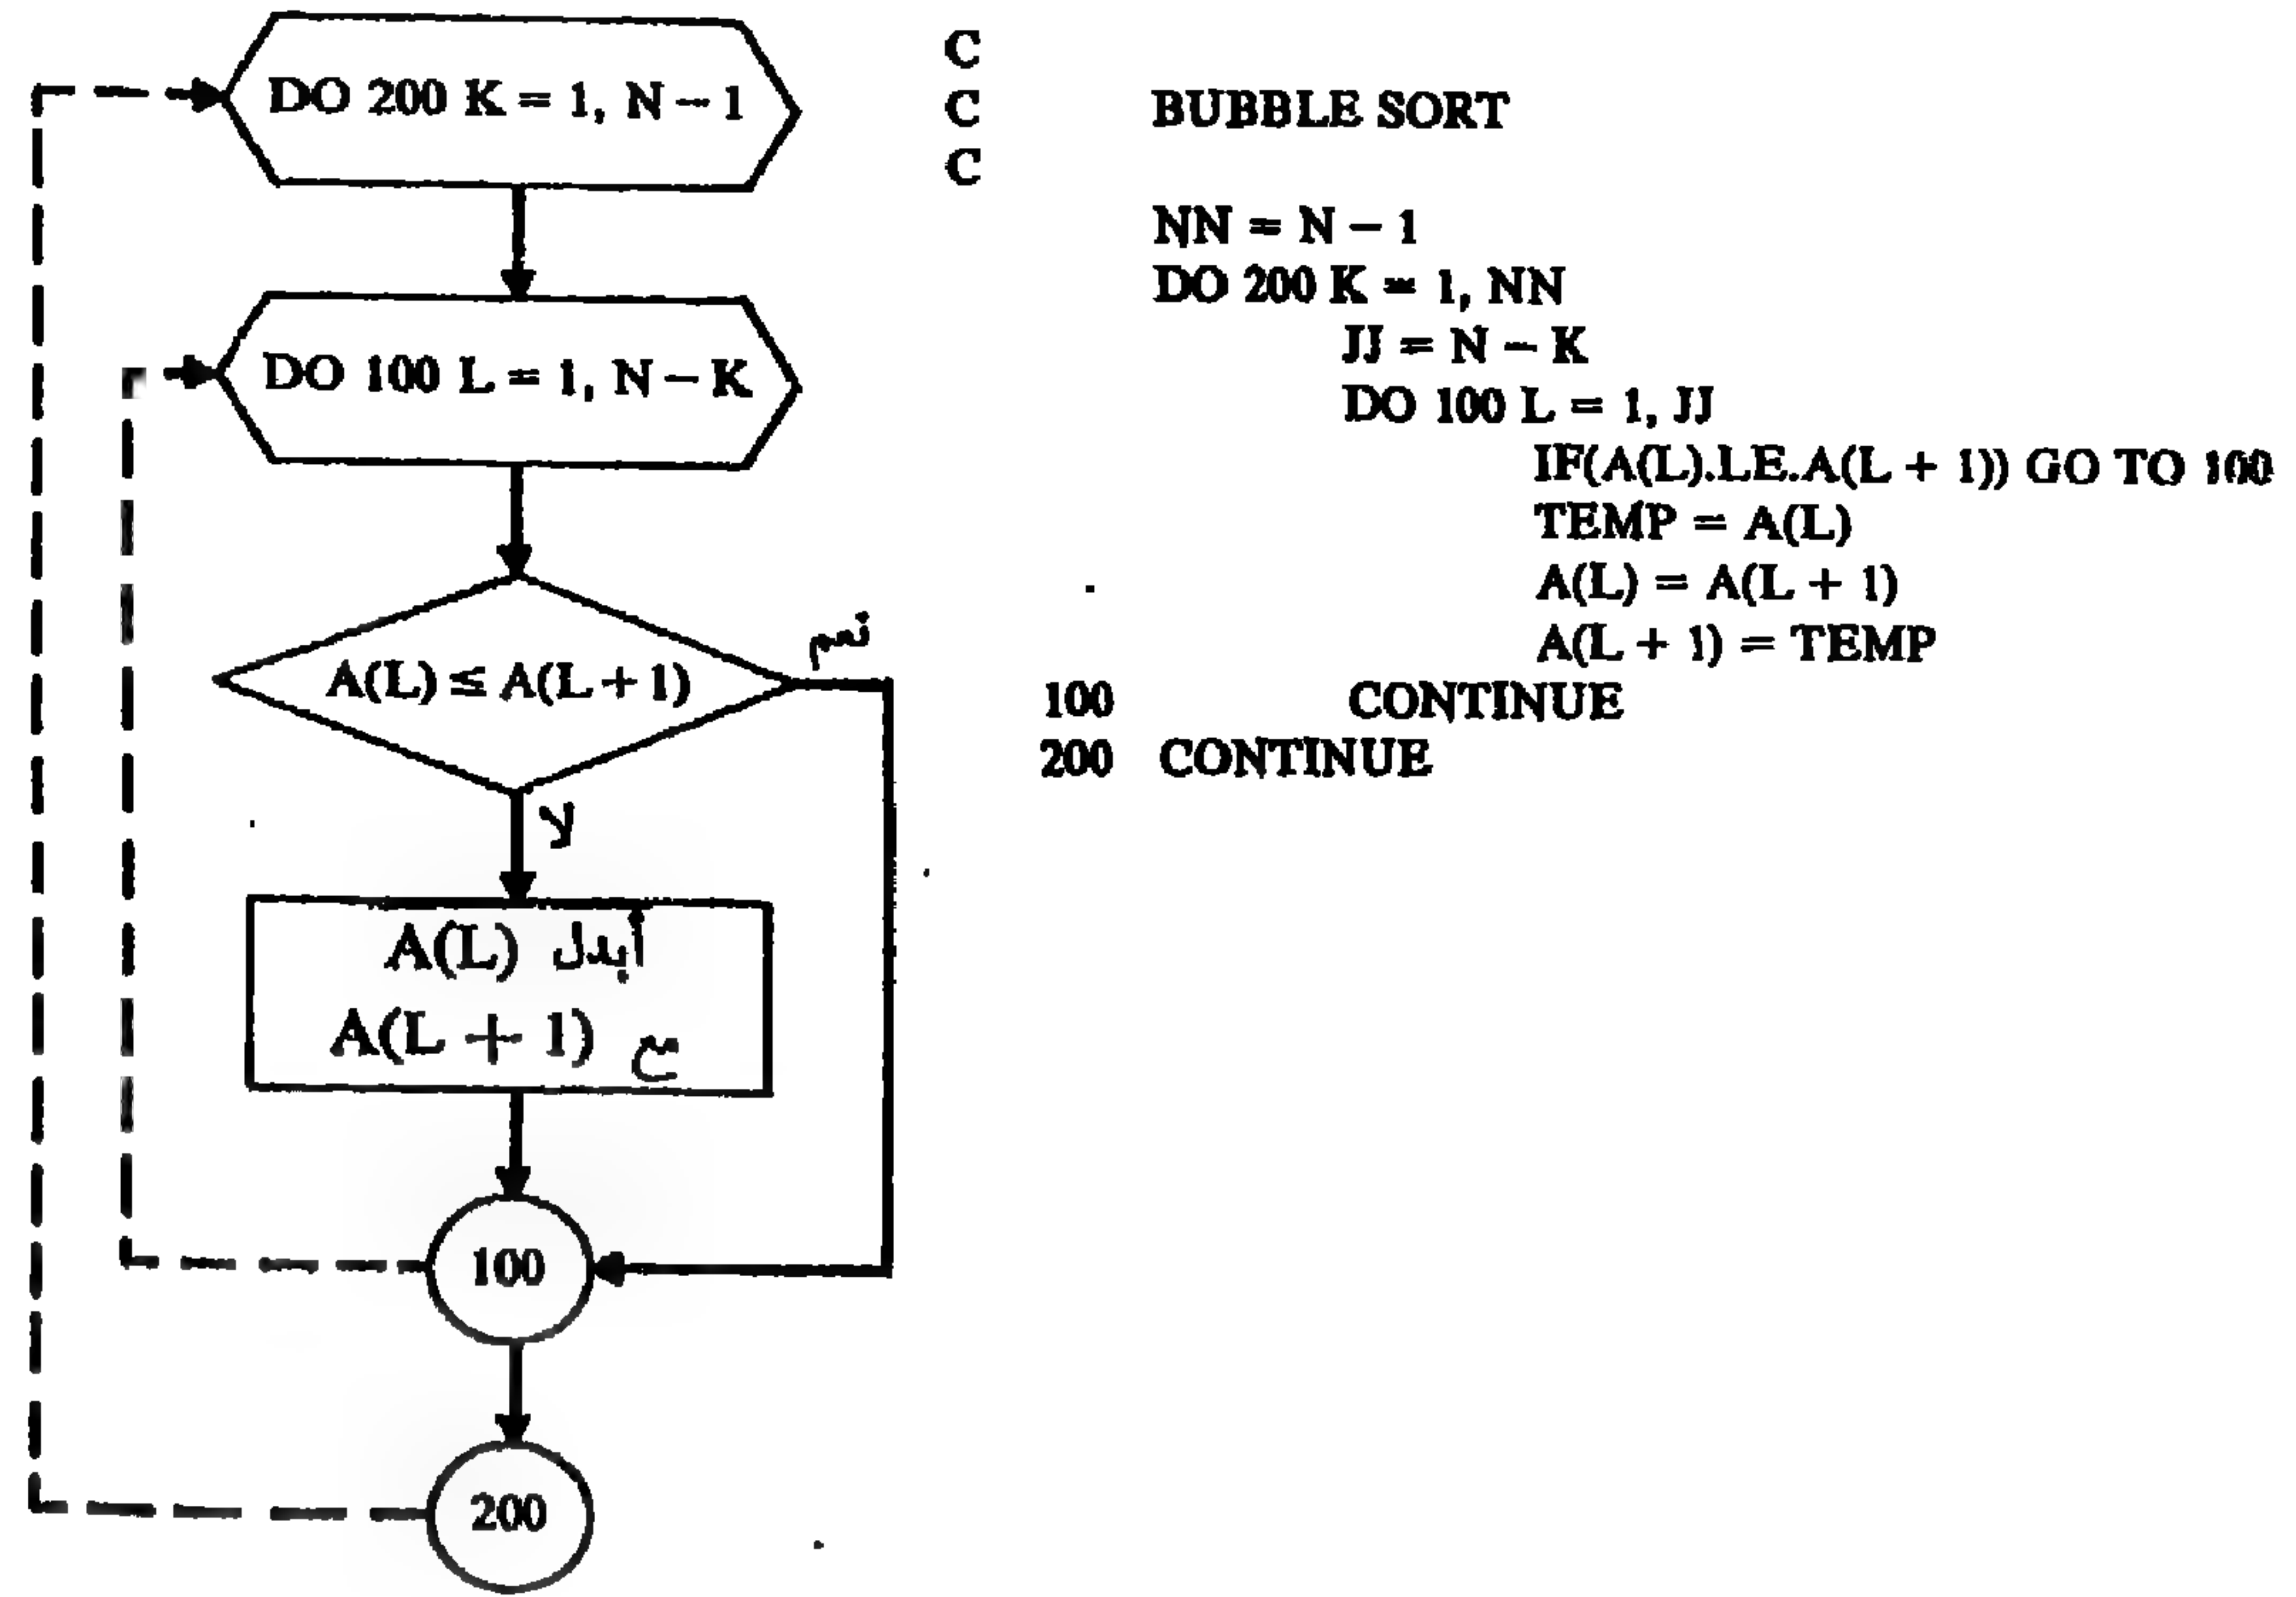 DO 200 K = 1, N - 1
DO 100 L = 1, N - K
A(L) ≤ A(L + 1)
نعم
لا
أبدل A(L)
مع A(L + 1)
100
200
C
C BUBBLE SORT
C
NN = N - 1
DO 200 K = 1, NN
JJ = N - K
DO 100 L = 1, JJ
IF(A(L).LE.A(L + 1)) GO TO 100
TEMP = A(L)
A(L) = A(L + 1)
A(L + 1) = TEMP
100 CONTINUE
200 CONTINUE